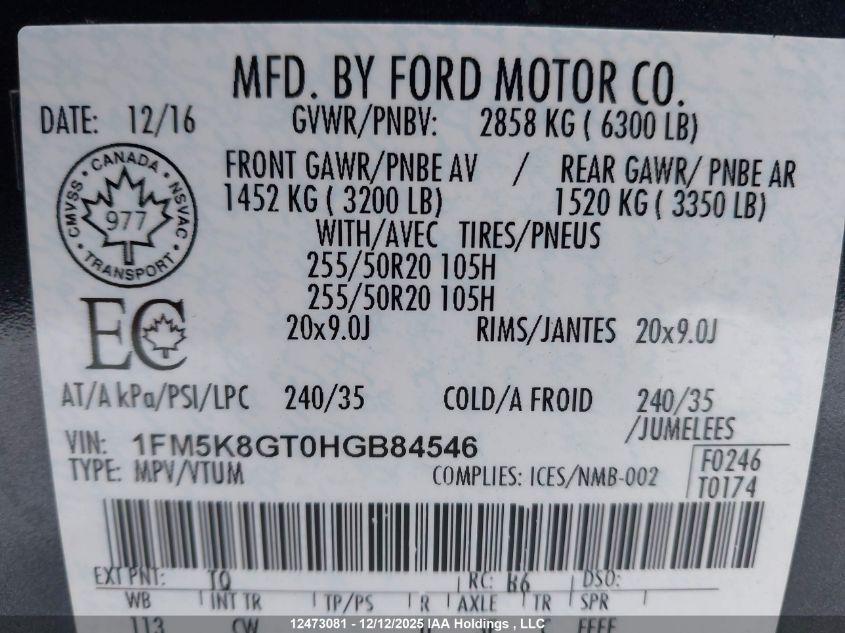 MFD. BY FORD MOTOR CO.
DATE: 12/16 GVWR/PNBV: 2858 KG ( 6300 LB)
FRONT GAWR/PNBE AV / REAR GAWR/ PNBE AR
1452 KG ( 3200 LB) 1520 KG ( 3350 LB)
CANADA
CMVSS 977 NSVAC
TRANSPORT
WITH/AVEC TIRES/PNEUS
255/50R20 105H
255/50R20 105H
EC
20x9.0J RIMS/JANTES 20x9.0J
AT/A kPa/PSI/LPC 240/35 COLD/A FROID 240/35
/JUMELEES
VIN: 1FM5K8GT0HGB84546
TYPE: MPV/VTUM COMPLIES: ICES/NMB-002
F0246
T0174
EXT PNT: RC: DSO:
WB INT TR TP/PS R AXLE TR SPR
113 CW
12473081 - 12/12/2025 IAA Holdings , LLC